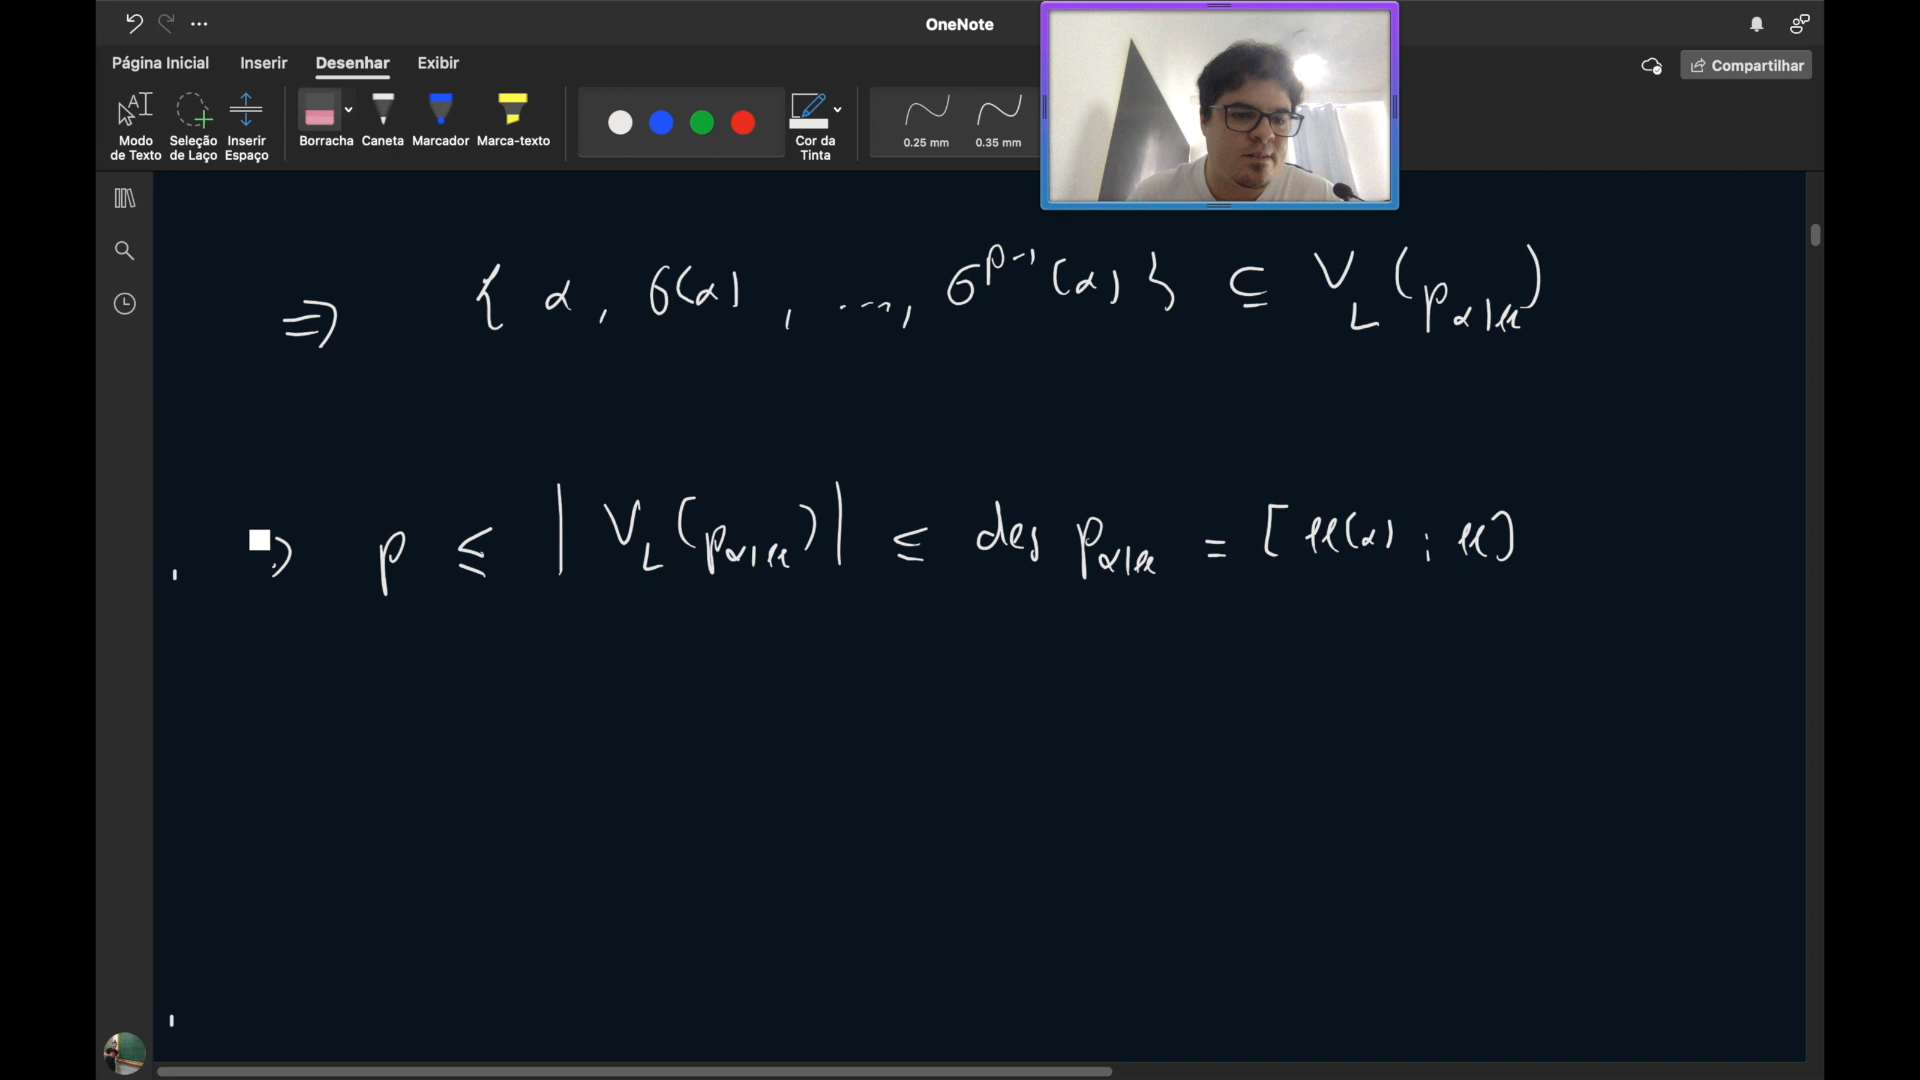 OneNote
Página Inicial Inserir Desenhar Exibir
Compartilhar
Modo de Texto
Seleção de Laço
Inserir Espaço
Borracha
Caneta
Marcador
Marca-texto
Cor da Tinta
0.25 mm
0.35 mm
⇒ { α, σ(α), ..., σ^{p-1}(α) } ⊆ V_L(p_{α|𝕜})
⇒ p ≤ |V_L(p_{α|𝕜})| ≤ deg p_{α|𝕜} = [𝕜(α) : 𝕜]